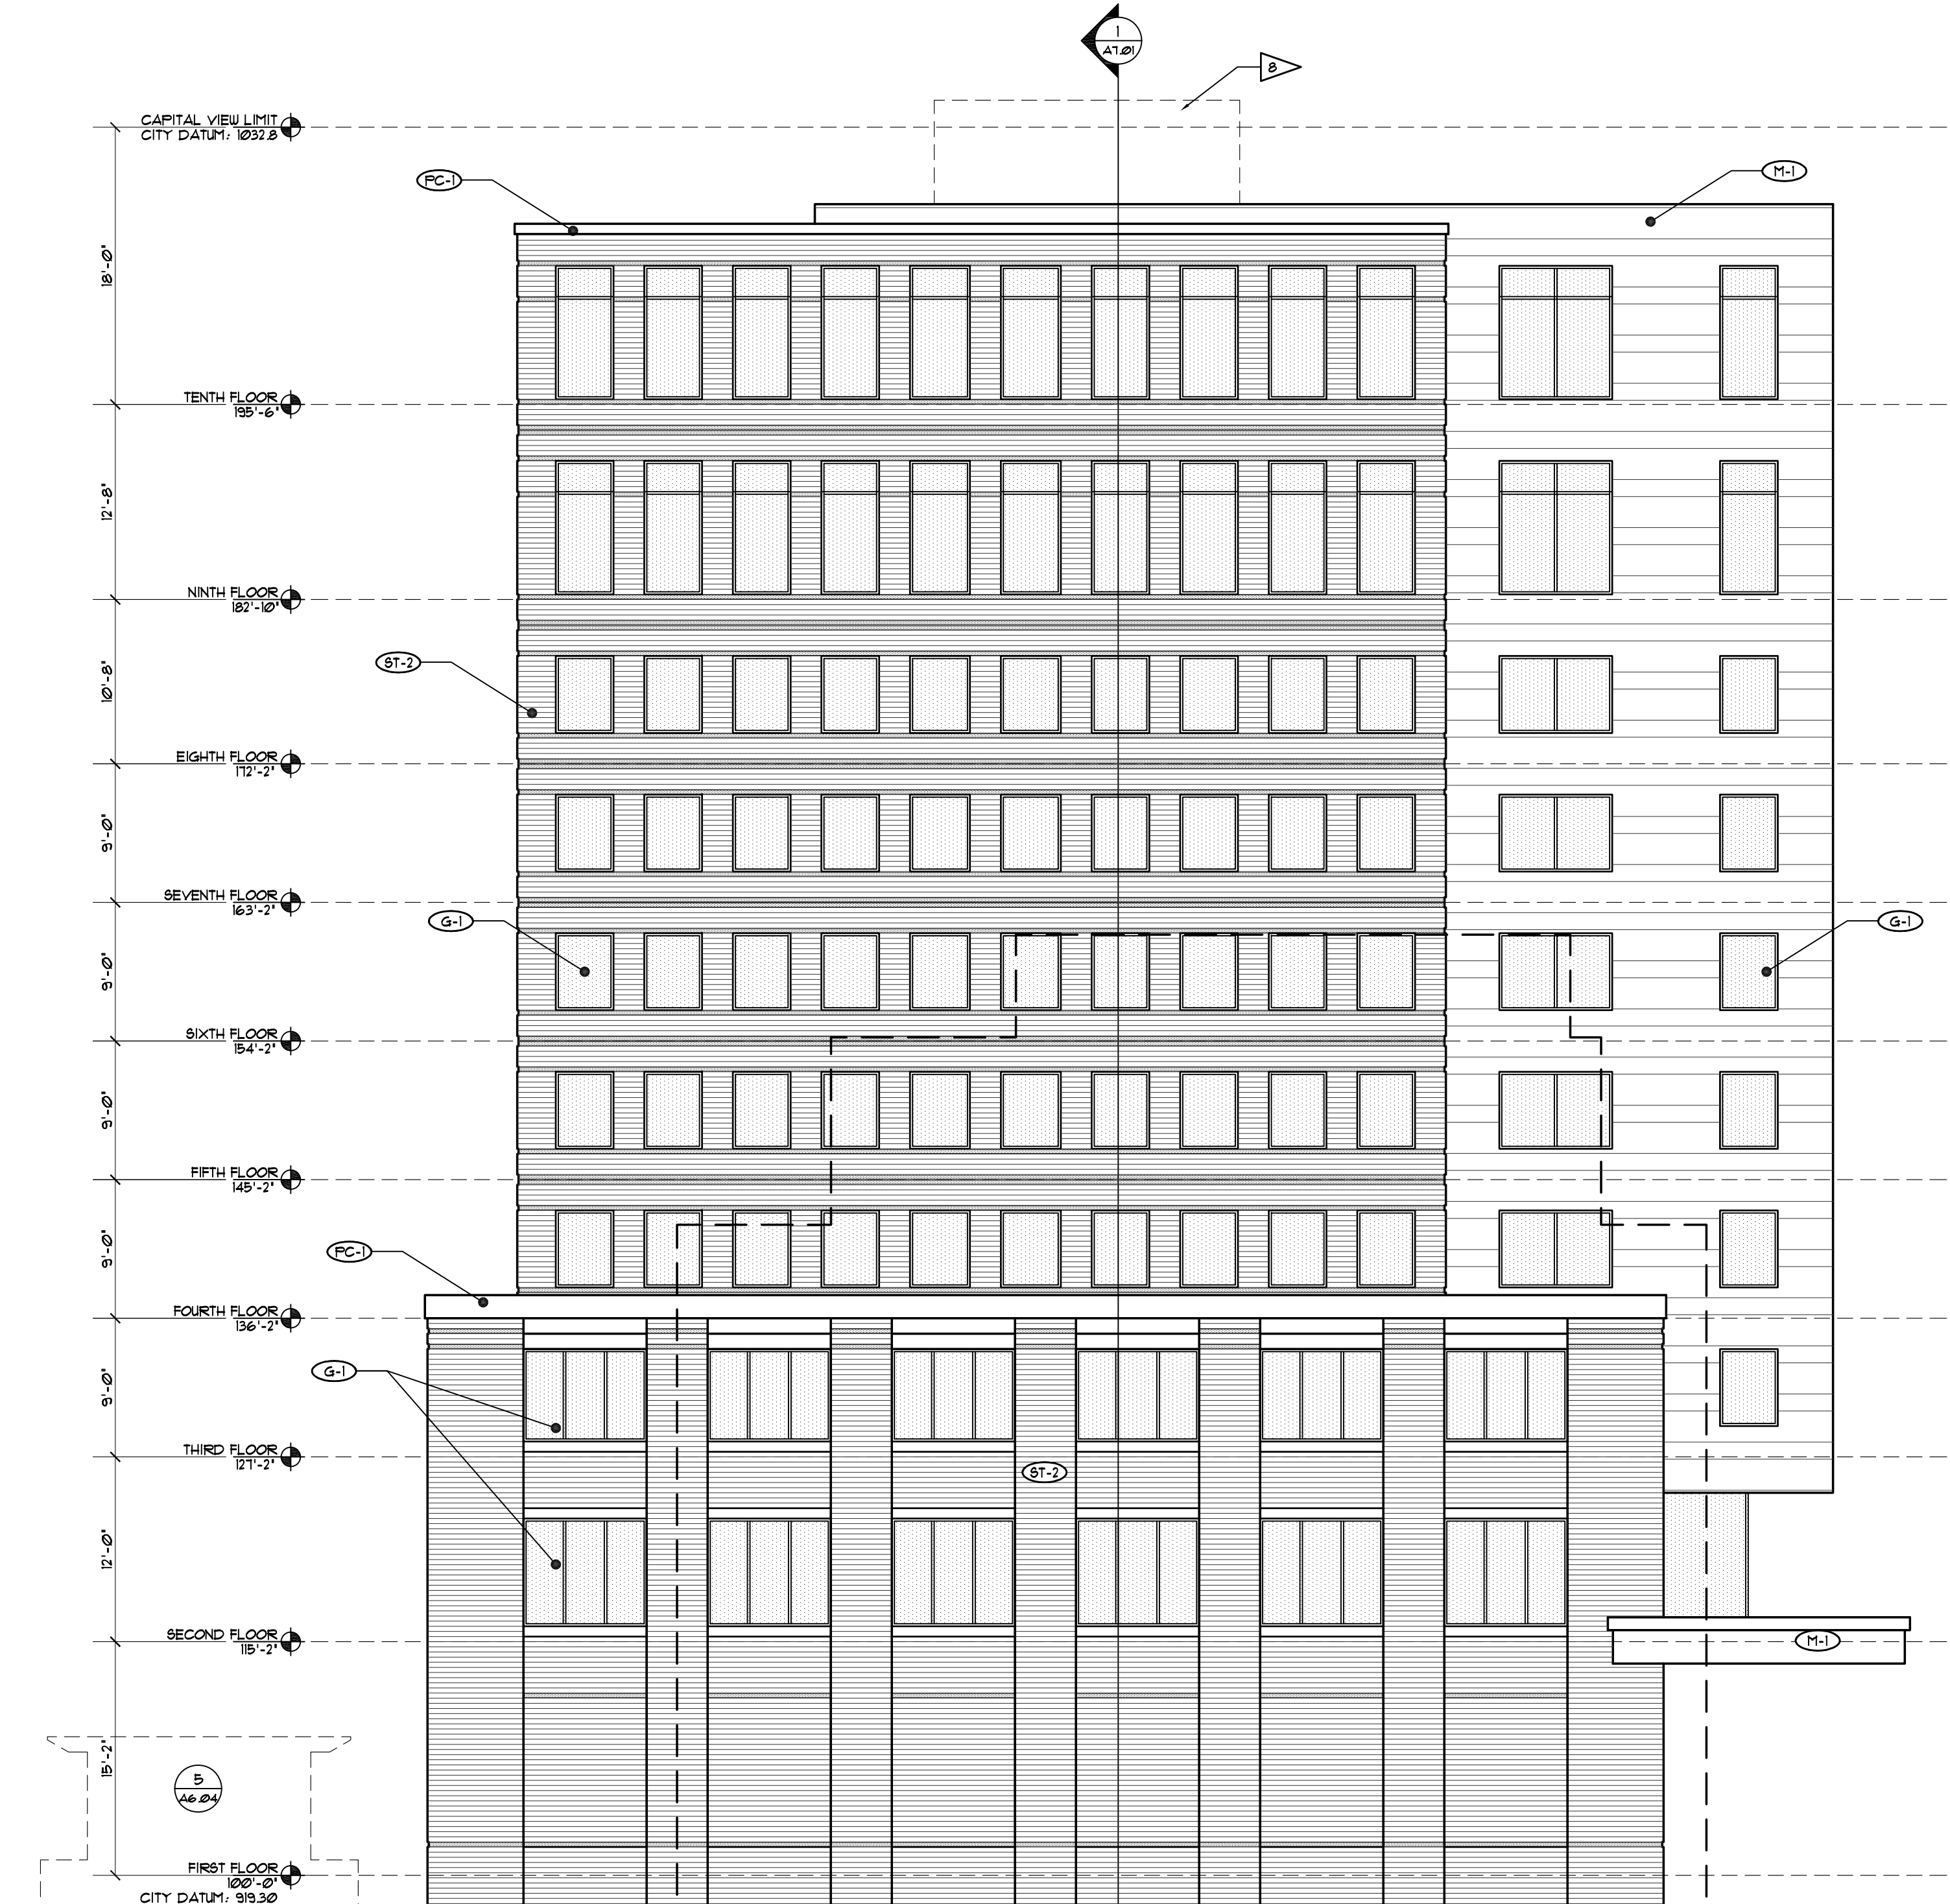 1
A7.01
8
CAPITAL VIEW LIMIT
CITY DATUM: 1032.8
PC-1
M-1
18'-0"
TENTH FLOOR
195'-6"
12'-8"
NINTH FLOOR
182'-10"
ST-2
10'-8"
EIGHTH FLOOR
172'-2"
9'-0"
SEVENTH FLOOR
163'-2"
G-1
G-1
9'-0"
SIXTH FLOOR
154'-2"
9'-0"
FIFTH FLOOR
145'-2"
9'-0"
PC-1
FOURTH FLOOR
136'-2"
G-1
9'-0"
THIRD FLOOR
127'-2"
ST-2
12'-0"
SECOND FLOOR
115'-2"
M-1
15'-2"
5
A6.04
FIRST FLOOR
100'-0"
CITY DATUM: 919.30